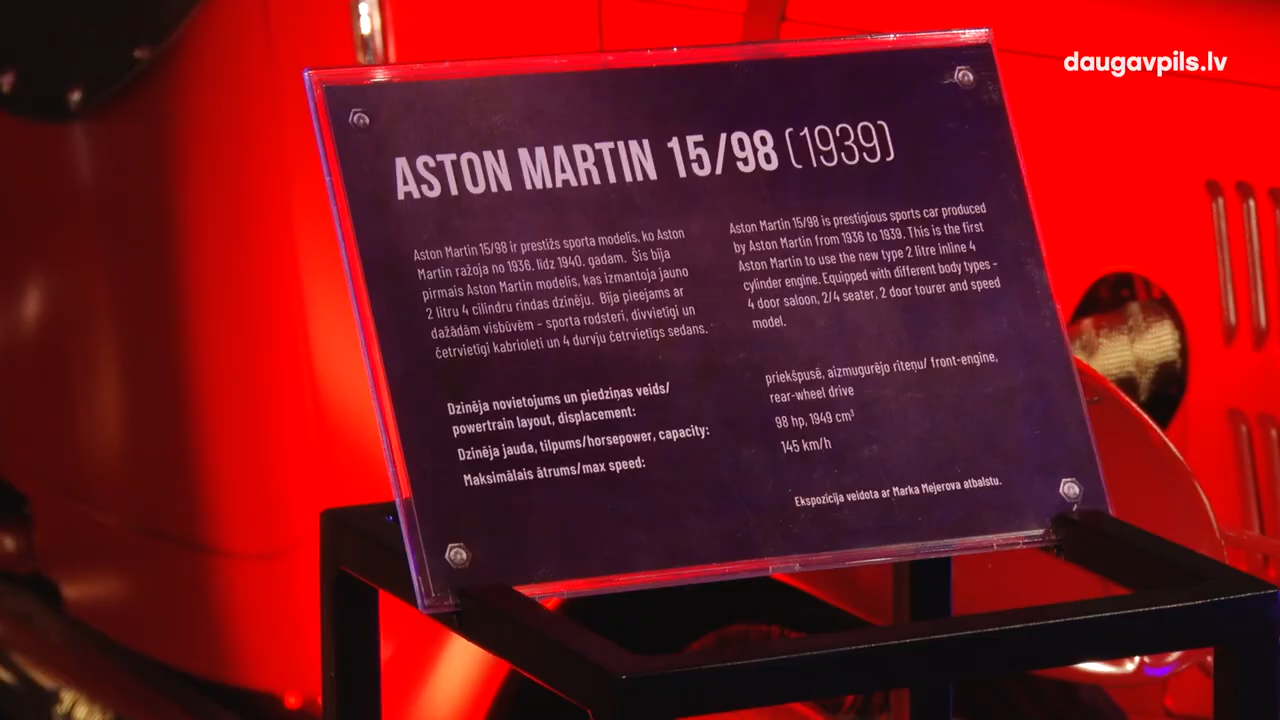 daugavpils.lv
ASTON MARTIN 15/98 (1939)
Aston Martin 15/98 ir prestižs sporta modelis, ko Aston
Martin ražoja no 1936. līdz 1940. gadam. Šis bija
pirmais Aston Martin modelis, kas izmantoja jauno
2 litru 4 cilindru rindas dzinēju. Bija pieejams ar
dažādām visbūvēm – sporta rodsteri, divvietīgi un
četrvietīgi kabrioleti un 4 durvju četrvietīgs sedans.
Aston Martin 15/98 is prestigious sports car produced
by Aston Martin from 1936 to 1939. This is the first
Aston Martin to use the new type 2 litre inline 4
cylinder engine. Equipped with different body types –
4 door saloon, 2/4 seater, 2 door tourer and speed
model.
Dzinēja novietojums un piedziņas veids/
powertrain layout, displacement:
priekšpusē, aizmugurējo riteņu/ front-engine,
rear-wheel drive
Dzinēja jauda, tilpums/horsepower, capacity:
98 hp, 1949 cm³
Maksimālais ātrums/max speed:
145 km/h
Ekspozīcija veidota ar Marka Mejerova atbalstu.